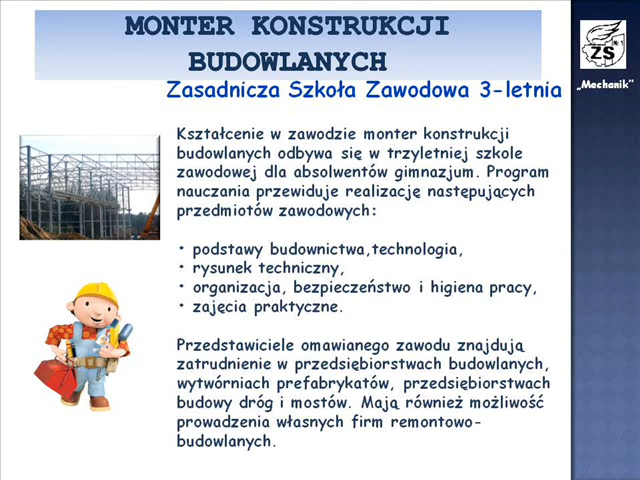 MONTER KONSTRUKCJI
BUDOWLANYCH
Zasadnicza Szkoła Zawodowa 3-letnia
ZS
Nr 1
„Mechanik”
Kształcenie w zawodzie monter konstrukcji
budowlanych odbywa się w trzyletniej szkole
zawodowej dla absolwentów gimnazjum. Program
nauczania przewiduje realizację następujących
przedmiotów zawodowych:
• podstawy budownictwa,technologia,
• rysunek techniczny,
• organizacja, bezpieczeństwo i higiena pracy,
• zajęcia praktyczne.
Przedstawiciele omawianego zawodu znajdują
zatrudnienie w przedsiębiorstwach budowlanych,
wytwórniach prefabrykatów, przedsiębiorstwach
budowy dróg i mostów. Mają również możliwość
prowadzenia własnych firm remontowo-
budowlanych.